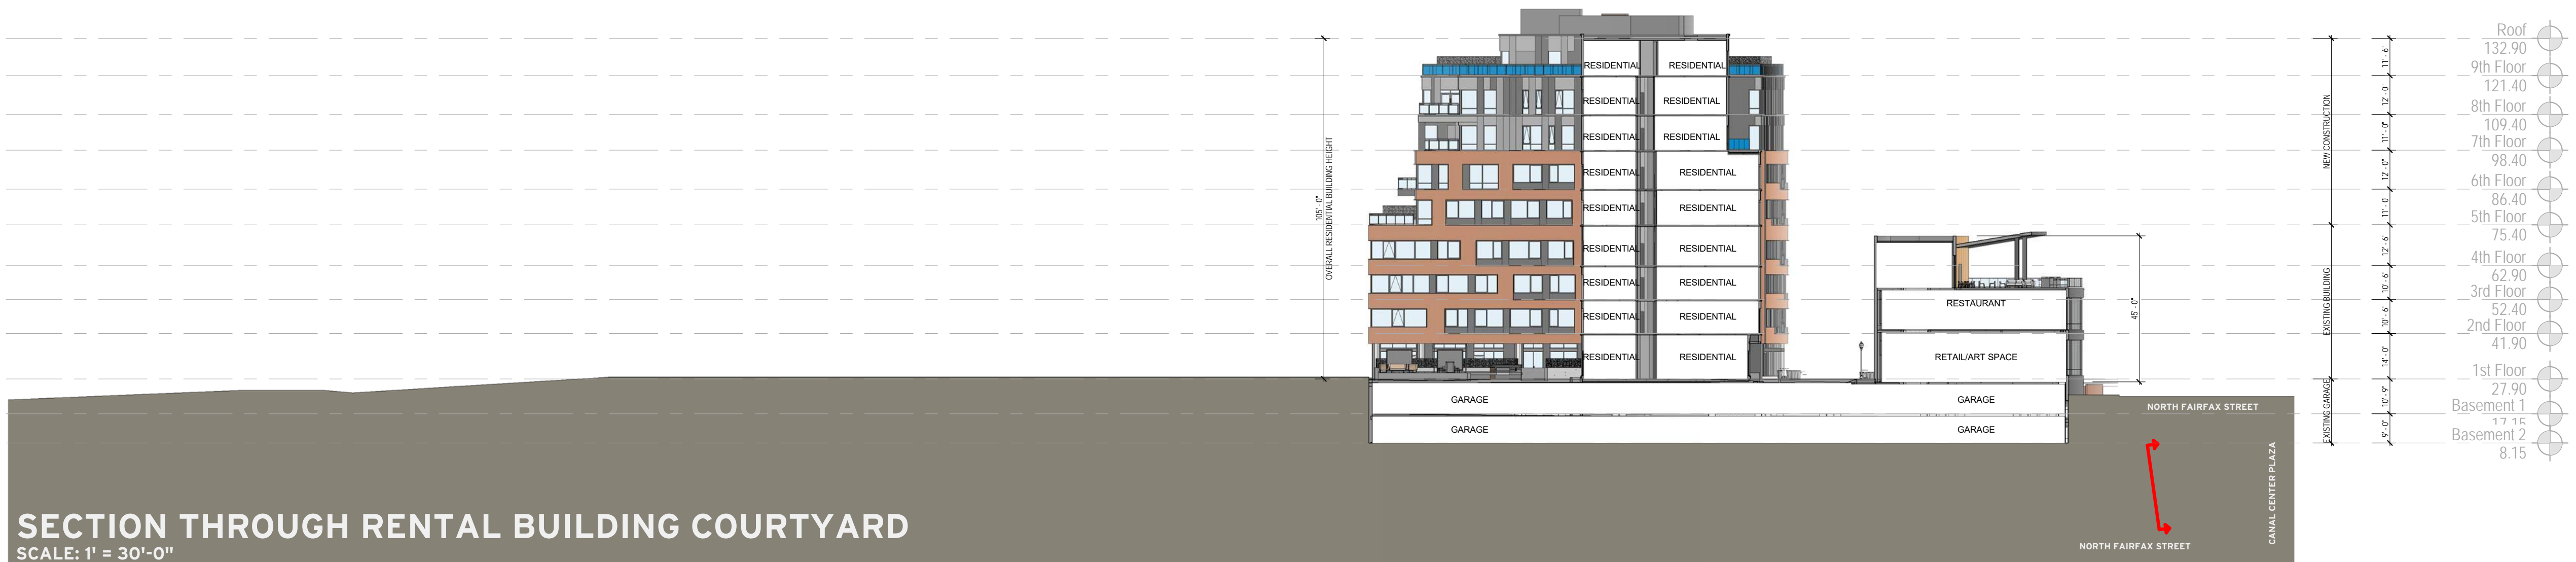 Roof
132.90
9th Floor
121.40
8th Floor
109.40
7th Floor
98.40
6th Floor
86.40
5th Floor
75.40
4th Floor
62.90
3rd Floor
52.40
2nd Floor
41.90
1st Floor
27.90
Basement 1
17.15
Basement 2
8.15
11' - 6"
12' - 0"
11' - 0"
12' - 0"
11' - 0"
12' - 6"
10' - 6"
10' - 6"
14' - 0"
10' - 9"
9' - 0"
NEW CONSTRUCTION
EXISTING BUILDING
EXISTING GARAGE
105' - 0"
OVERALL RESIDENTIAL BUILDING HEIGHT
45' - 0"
RESIDENTIAL RESIDENTIAL
RESIDENTIAL RESIDENTIAL
RESIDENTIAL RESIDENTIAL
RESIDENTIAL RESIDENTIAL
RESIDENTIAL RESIDENTIAL
RESIDENTIAL RESIDENTIAL
RESIDENTIAL RESIDENTIAL
RESIDENTIAL RESIDENTIAL
RESIDENTIAL RESIDENTIAL
RESTAURANT
RETAIL/ART SPACE
GARAGE GARAGE
GARAGE GARAGE
NORTH FAIRFAX STREET
CANAL CENTER PLAZA
NORTH FAIRFAX STREET
SECTION THROUGH RENTAL BUILDING COURTYARD
SCALE: 1' = 30'-0"